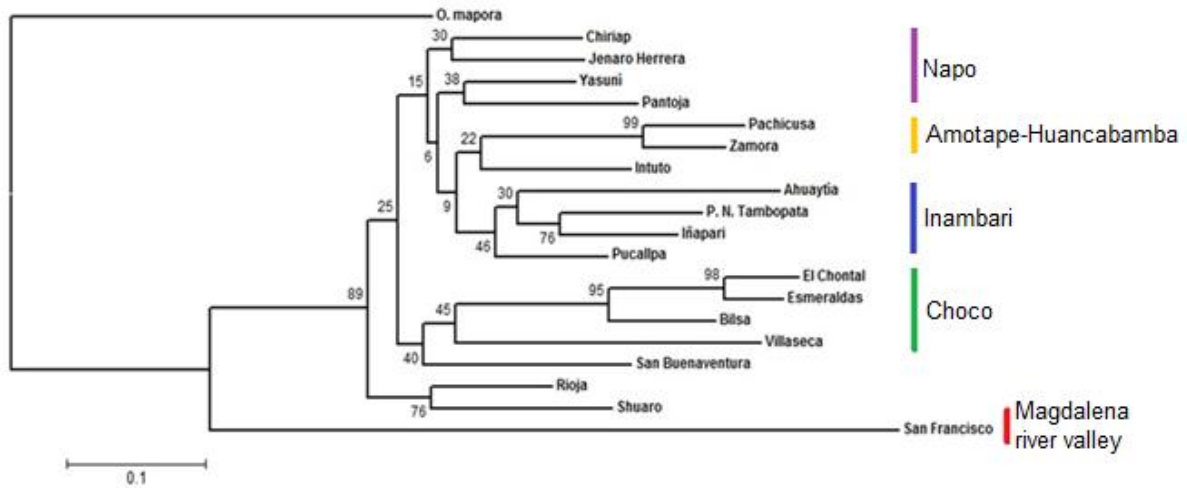 O. mapora
30
Chiriap
Jenaro Herrera
15
38
Yasuní
Pantoja
Napo
6
99
Pachicusa
Zamora
22
Intuto
Amotape-Huancabamba
9
30
Ahuaytia
P. N. Tambopata
76
Iñapari
46
Pucallpa
Inambari
25
98
El Chontal
Esmeraldas
95
Bilsa
45
Villaseca
40
San Buenaventura
Choco
89
Rioja
76
Shuaro
San Francisco
Magdalena
river valley
0.1